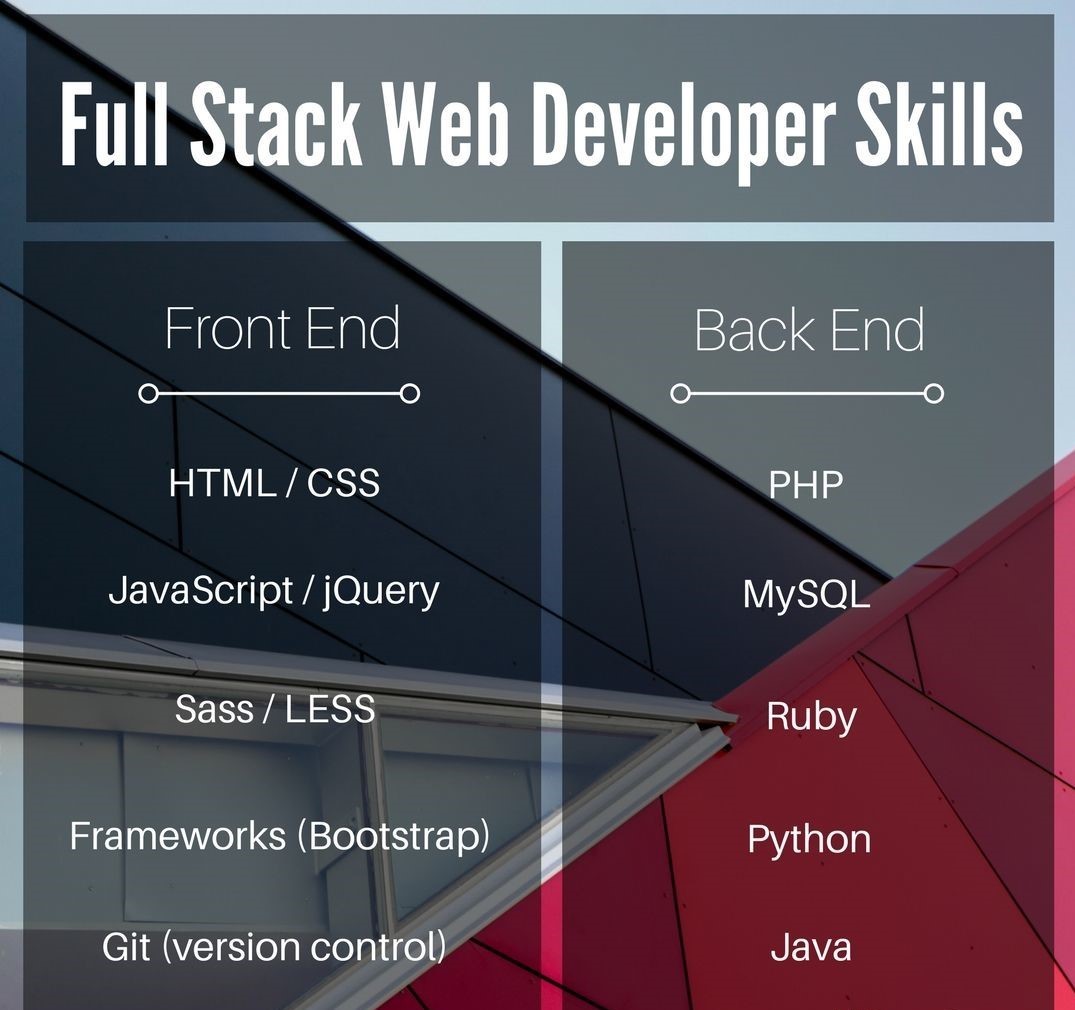 Full Stack Web Developer Skills
Front End
HTML / CSS
JavaScript / jQuery
Sass / LESS
Frameworks (Bootstrap)
Git (version control)
Back End
PHP
MySQL
Ruby
Python
Java